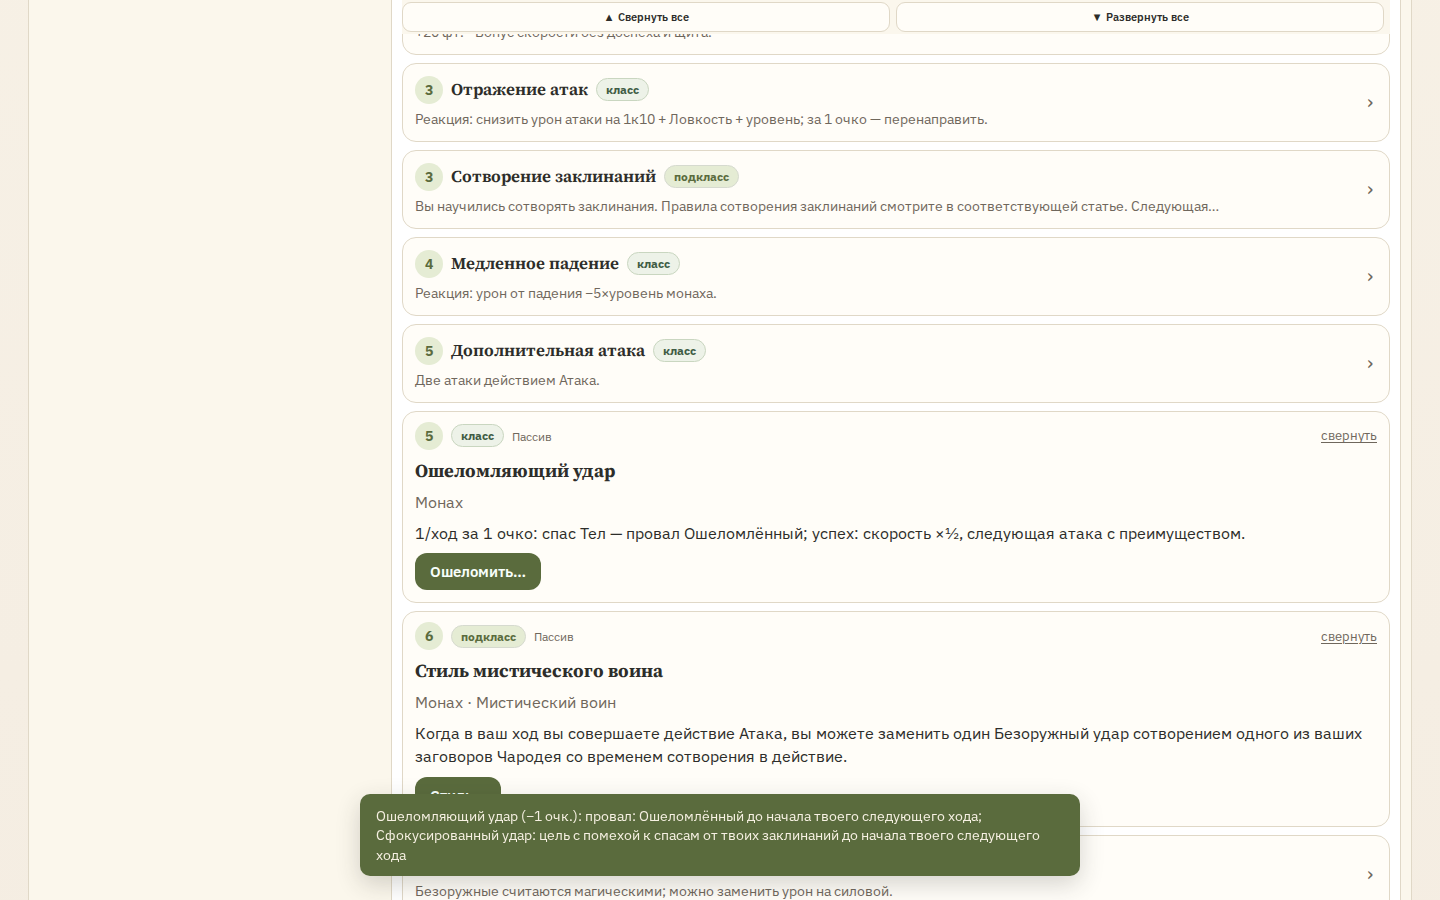 ▲ Свернуть все
▼ Развернуть все
3 Отражение атак класс
Реакция: снизить урон атаки на 1к10 + Ловкость + уровень; за 1 очко — перенаправить.
›
3 Сотворение заклинаний подкласс
Вы научились сотворять заклинания. Правила сотворения заклинаний смотрите в соответствующей статье. Следующая…
›
4 Медленное падение класс
Реакция: урон от падения −5×уровень монаха.
›
5 Дополнительная атака класс
Две атаки действием Атака.
›
5 класс Пассив свернуть
Ошеломляющий удар
Монах
1/ход за 1 очко: спас Тел — провал Ошеломлённый; успех: скорость ×½, следующая атака с преимуществом.
Ошеломить…
6 подкласс Пассив свернуть
Стиль мистического воина
Монах · Мистический воин
Когда в ваш ход вы совершаете действие Атака, вы можете заменить один Безоружный удар сотворением одного из ваших
заговоров Чародея со временем сотворения в действие.
Ошеломляющий удар (−1 очк.): провал: Ошеломлённый до начала твоего следующего хода;
Сфокусированный удар: цель с помехой к спасам от твоих заклинаний до начала твоего следующего
хода
›
Безоружные считаются магическими; можно заменить урон на силовой.